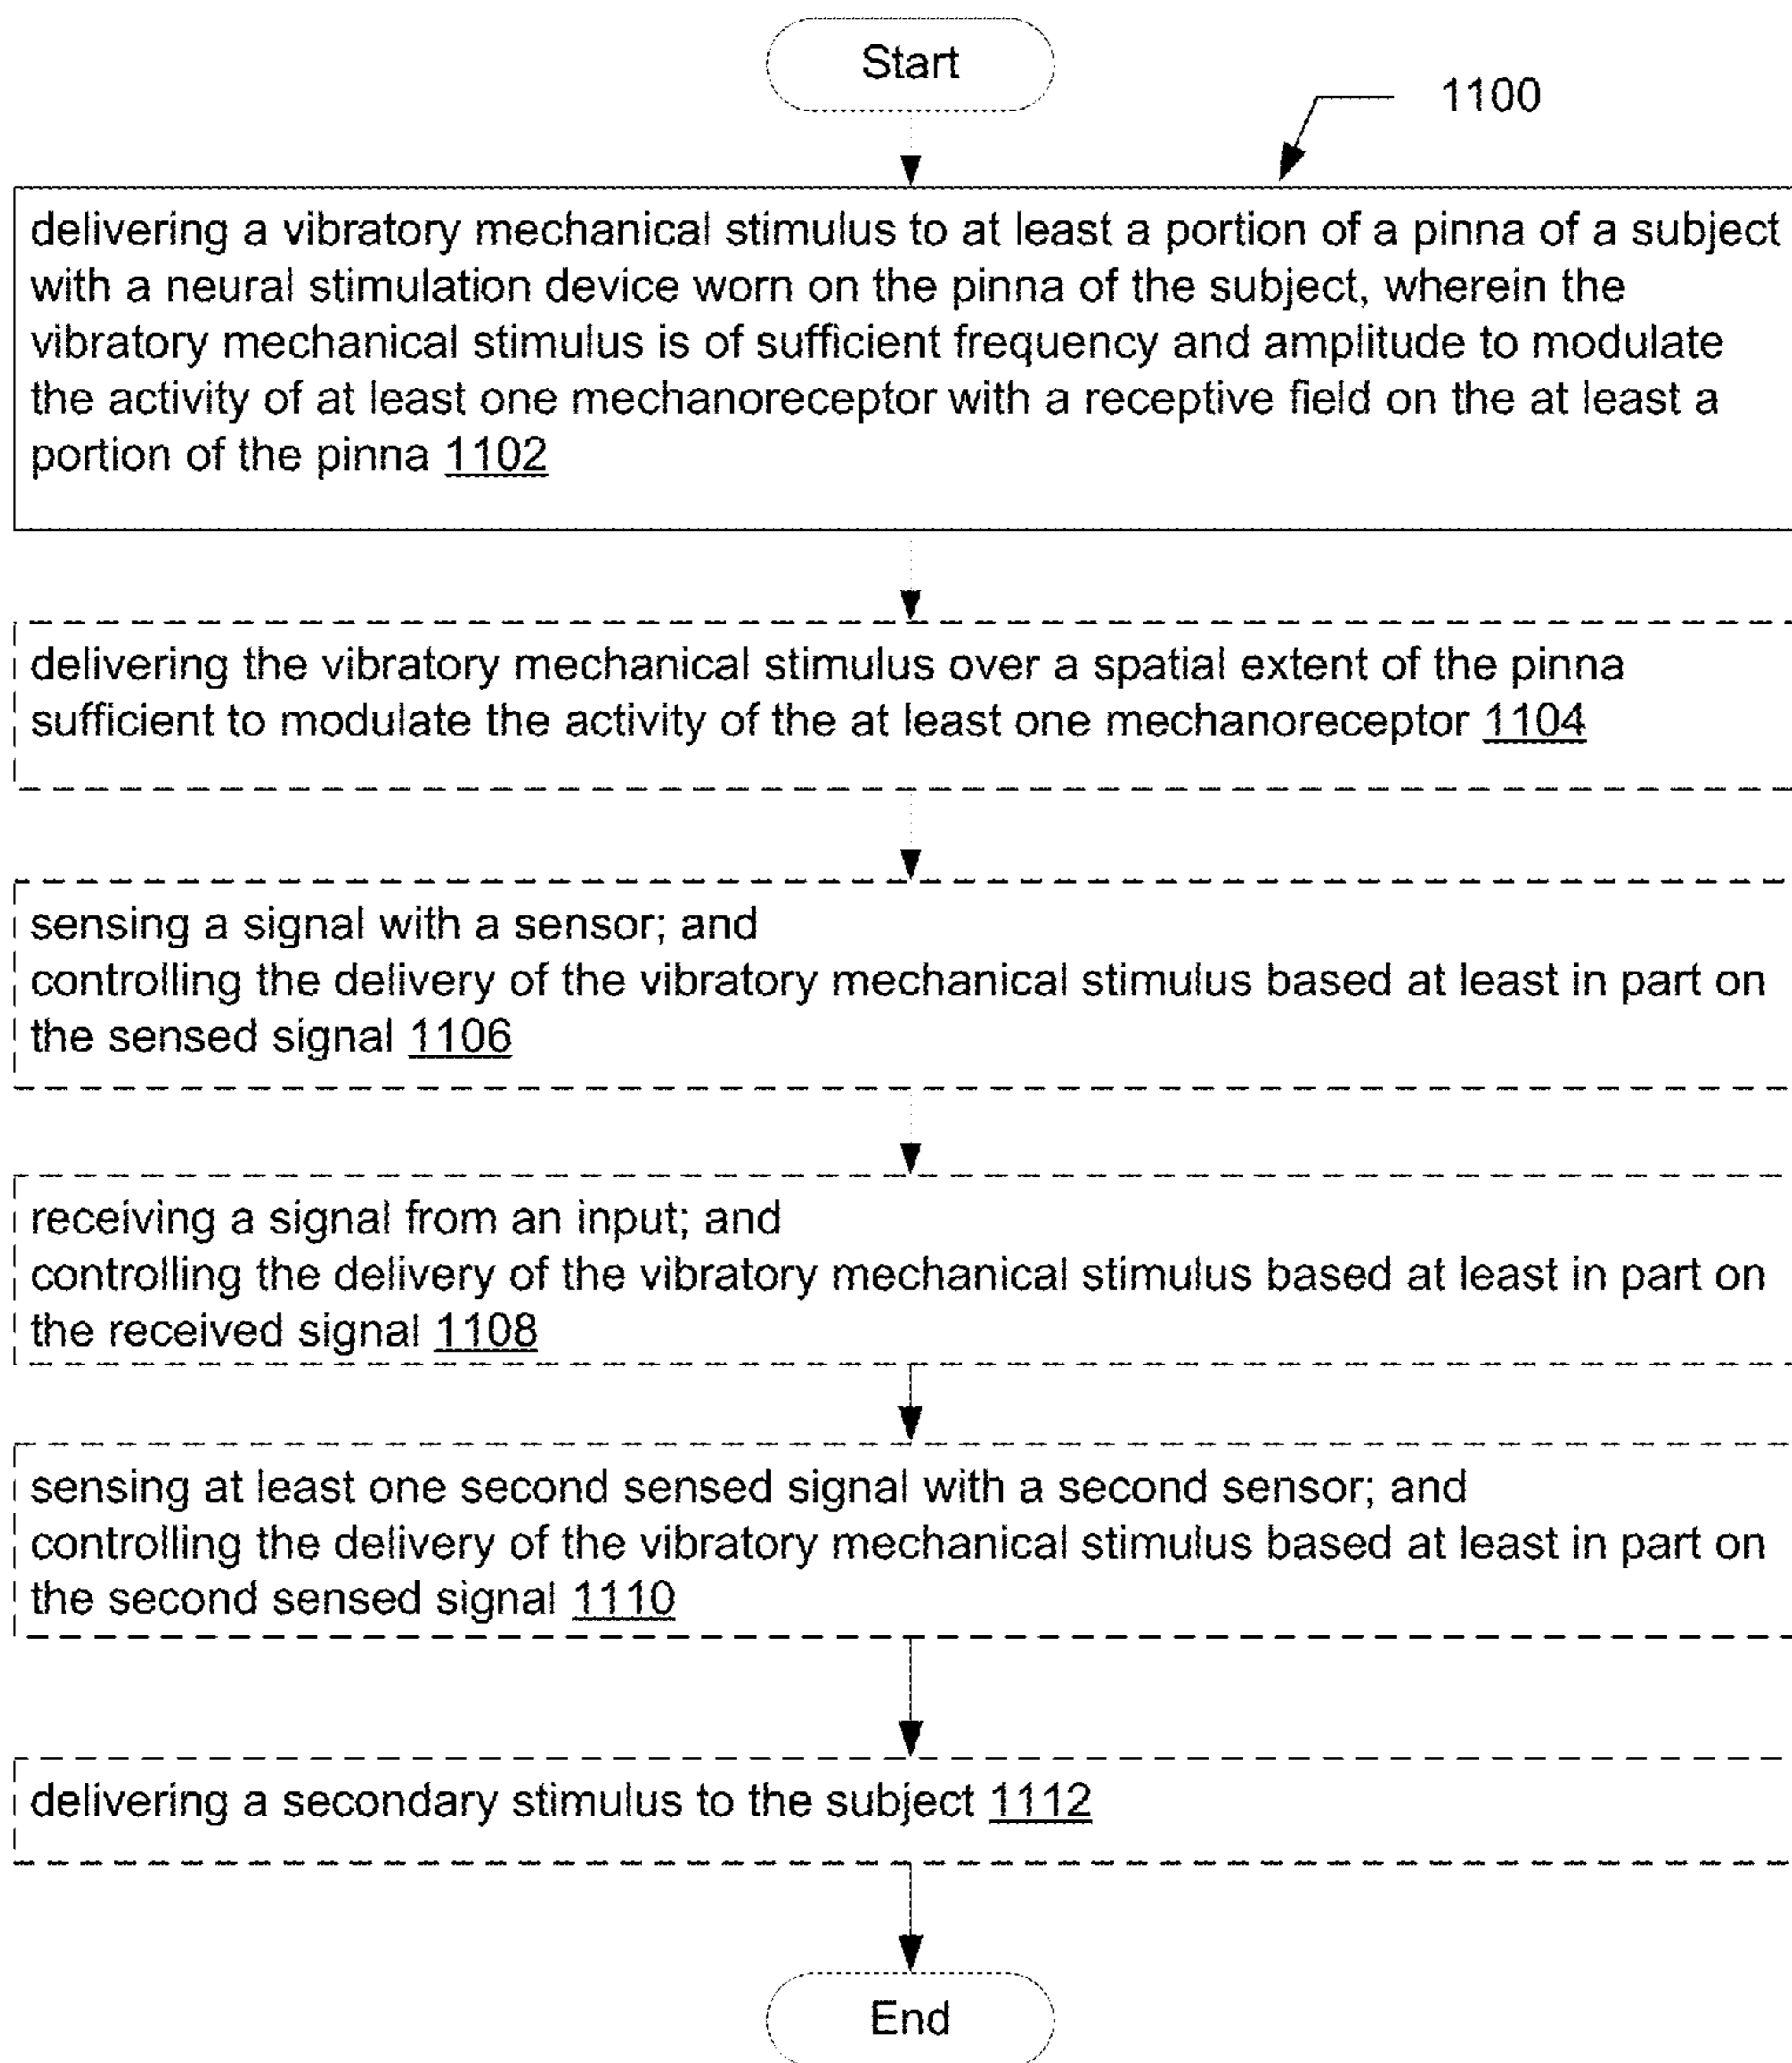 Start
1100
delivering a vibratory mechanical stimulus to at least a portion of a pinna of a subject
with a neural stimulation device worn on the pinna of the subject, wherein the
vibratory mechanical stimulus is of sufficient frequency and amplitude to modulate
the activity of at least one mechanoreceptor with a receptive field on the at least a
portion of the pinna 1102
delivering the vibratory mechanical stimulus over a spatial extent of the pinna
sufficient to modulate the activity of the at least one mechanoreceptor 1104
sensing a signal with a sensor; and
controlling the delivery of the vibratory mechanical stimulus based at least in part on
the sensed signal 1106
receiving a signal from an input; and
controlling the delivery of the vibratory mechanical stimulus based at least in part on
the received signal 1108
sensing at least one second sensed signal with a second sensor; and
controlling the delivery of the vibratory mechanical stimulus based at least in part on
the second sensed signal 1110
delivering a secondary stimulus to the subject 1112
End